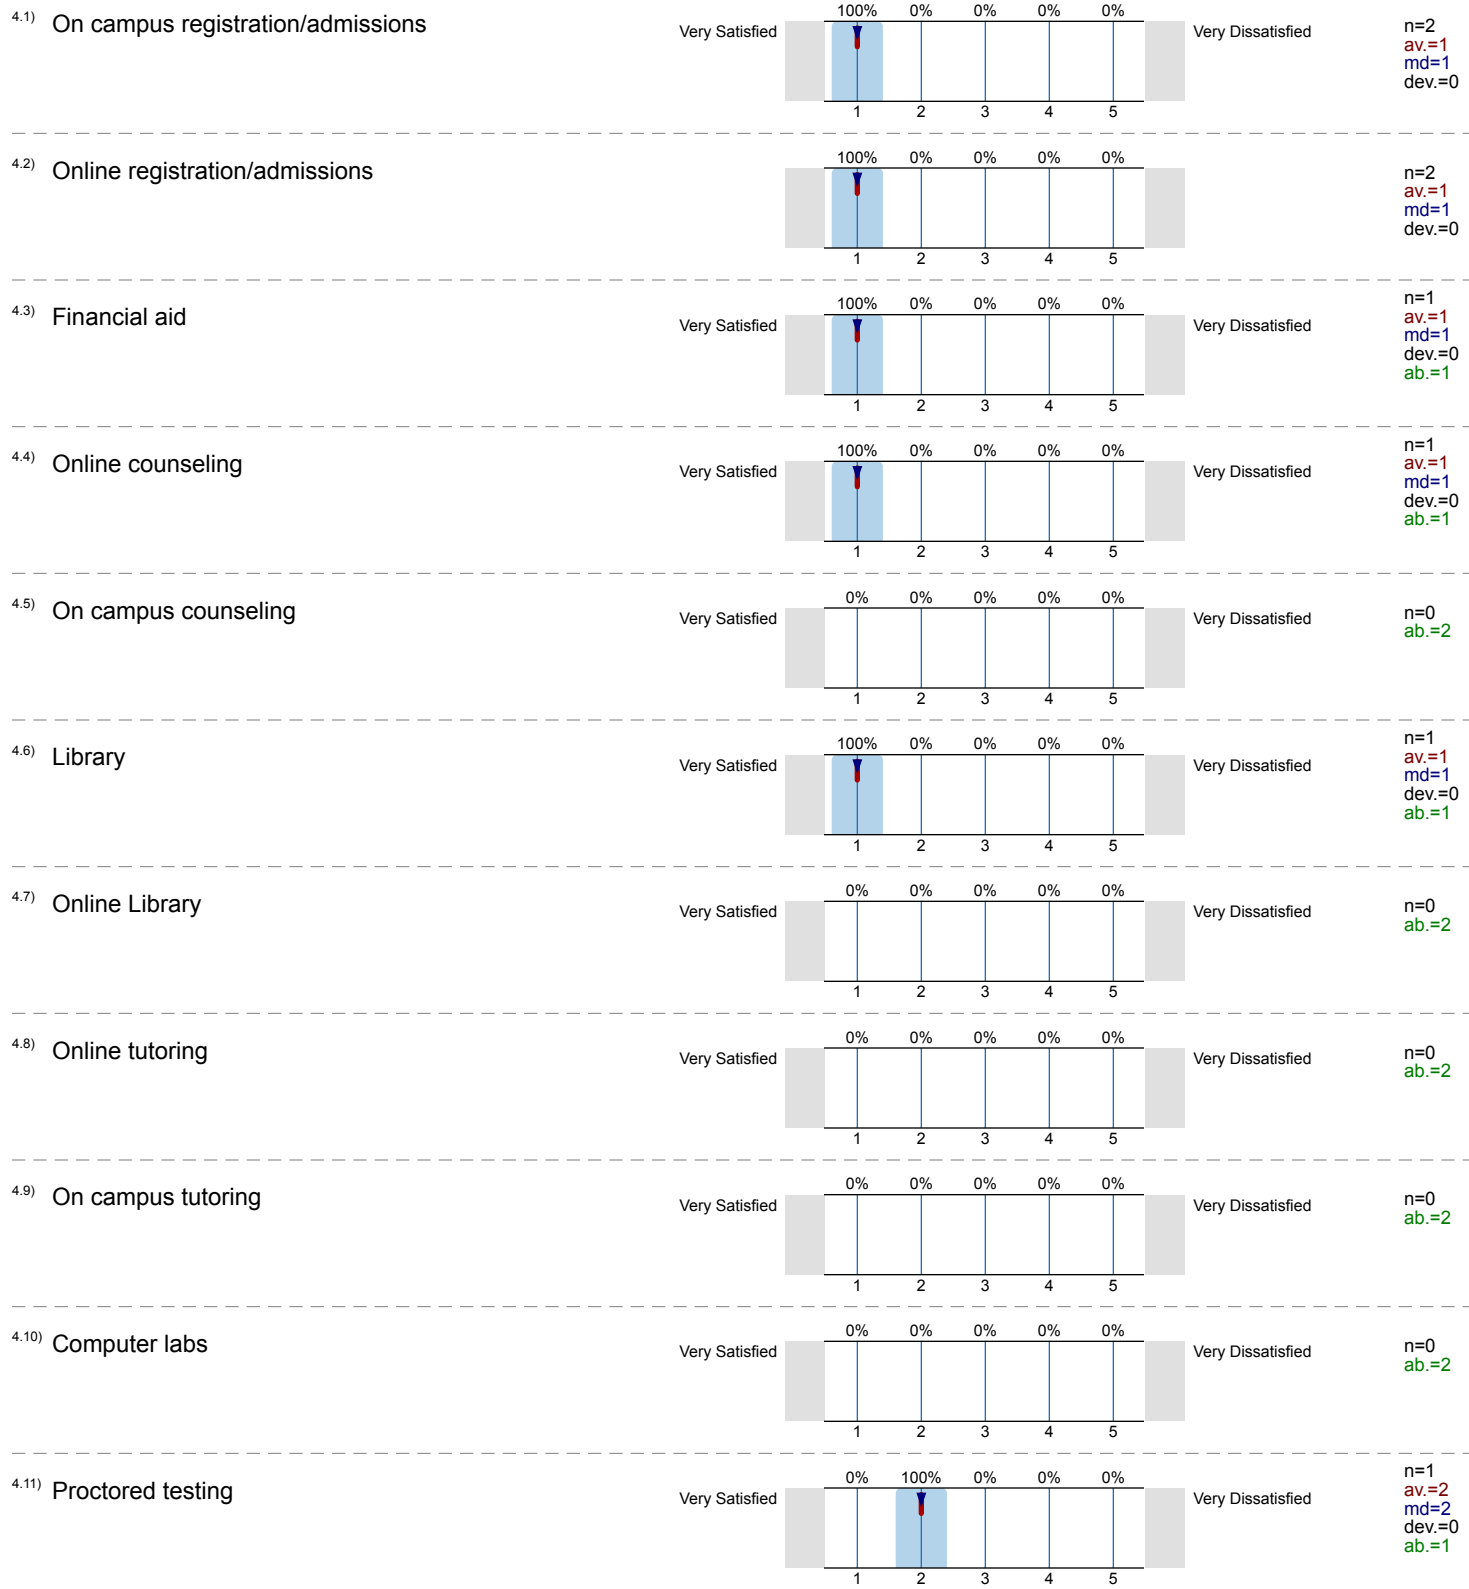 4.1) On campus registration/admissions
100% 0% 0% 0% 0%
Very Satisfied Very Dissatisfied
n=2
av.=1
md=1
dev.=0
1 2 3 4 5
4.2) Online registration/admissions
100% 0% 0% 0% 0%
n=2
av.=1
md=1
dev.=0
1 2 3 4 5
4.3) Financial aid
100% 0% 0% 0% 0%
Very Satisfied Very Dissatisfied
n=1
av.=1
md=1
dev.=0
ab.=1
1 2 3 4 5
4.4) Online counseling
100% 0% 0% 0% 0%
Very Satisfied Very Dissatisfied
n=1
av.=1
md=1
dev.=0
ab.=1
1 2 3 4 5
4.5) On campus counseling
0% 0% 0% 0% 0%
Very Satisfied Very Dissatisfied
n=0
ab.=2
1 2 3 4 5
4.6) Library
100% 0% 0% 0% 0%
Very Satisfied Very Dissatisfied
n=1
av.=1
md=1
dev.=0
ab.=1
1 2 3 4 5
4.7) Online Library
0% 0% 0% 0% 0%
Very Satisfied Very Dissatisfied
n=0
ab.=2
1 2 3 4 5
4.8) Online tutoring
0% 0% 0% 0% 0%
Very Satisfied Very Dissatisfied
n=0
ab.=2
1 2 3 4 5
4.9) On campus tutoring
0% 0% 0% 0% 0%
Very Satisfied Very Dissatisfied
n=0
ab.=2
1 2 3 4 5
4.10) Computer labs
0% 0% 0% 0% 0%
Very Satisfied Very Dissatisfied
n=0
ab.=2
1 2 3 4 5
4.11) Proctored testing
0% 100% 0% 0% 0%
Very Satisfied Very Dissatisfied
n=1
av.=2
md=2
dev.=0
ab.=1
1 2 3 4 5